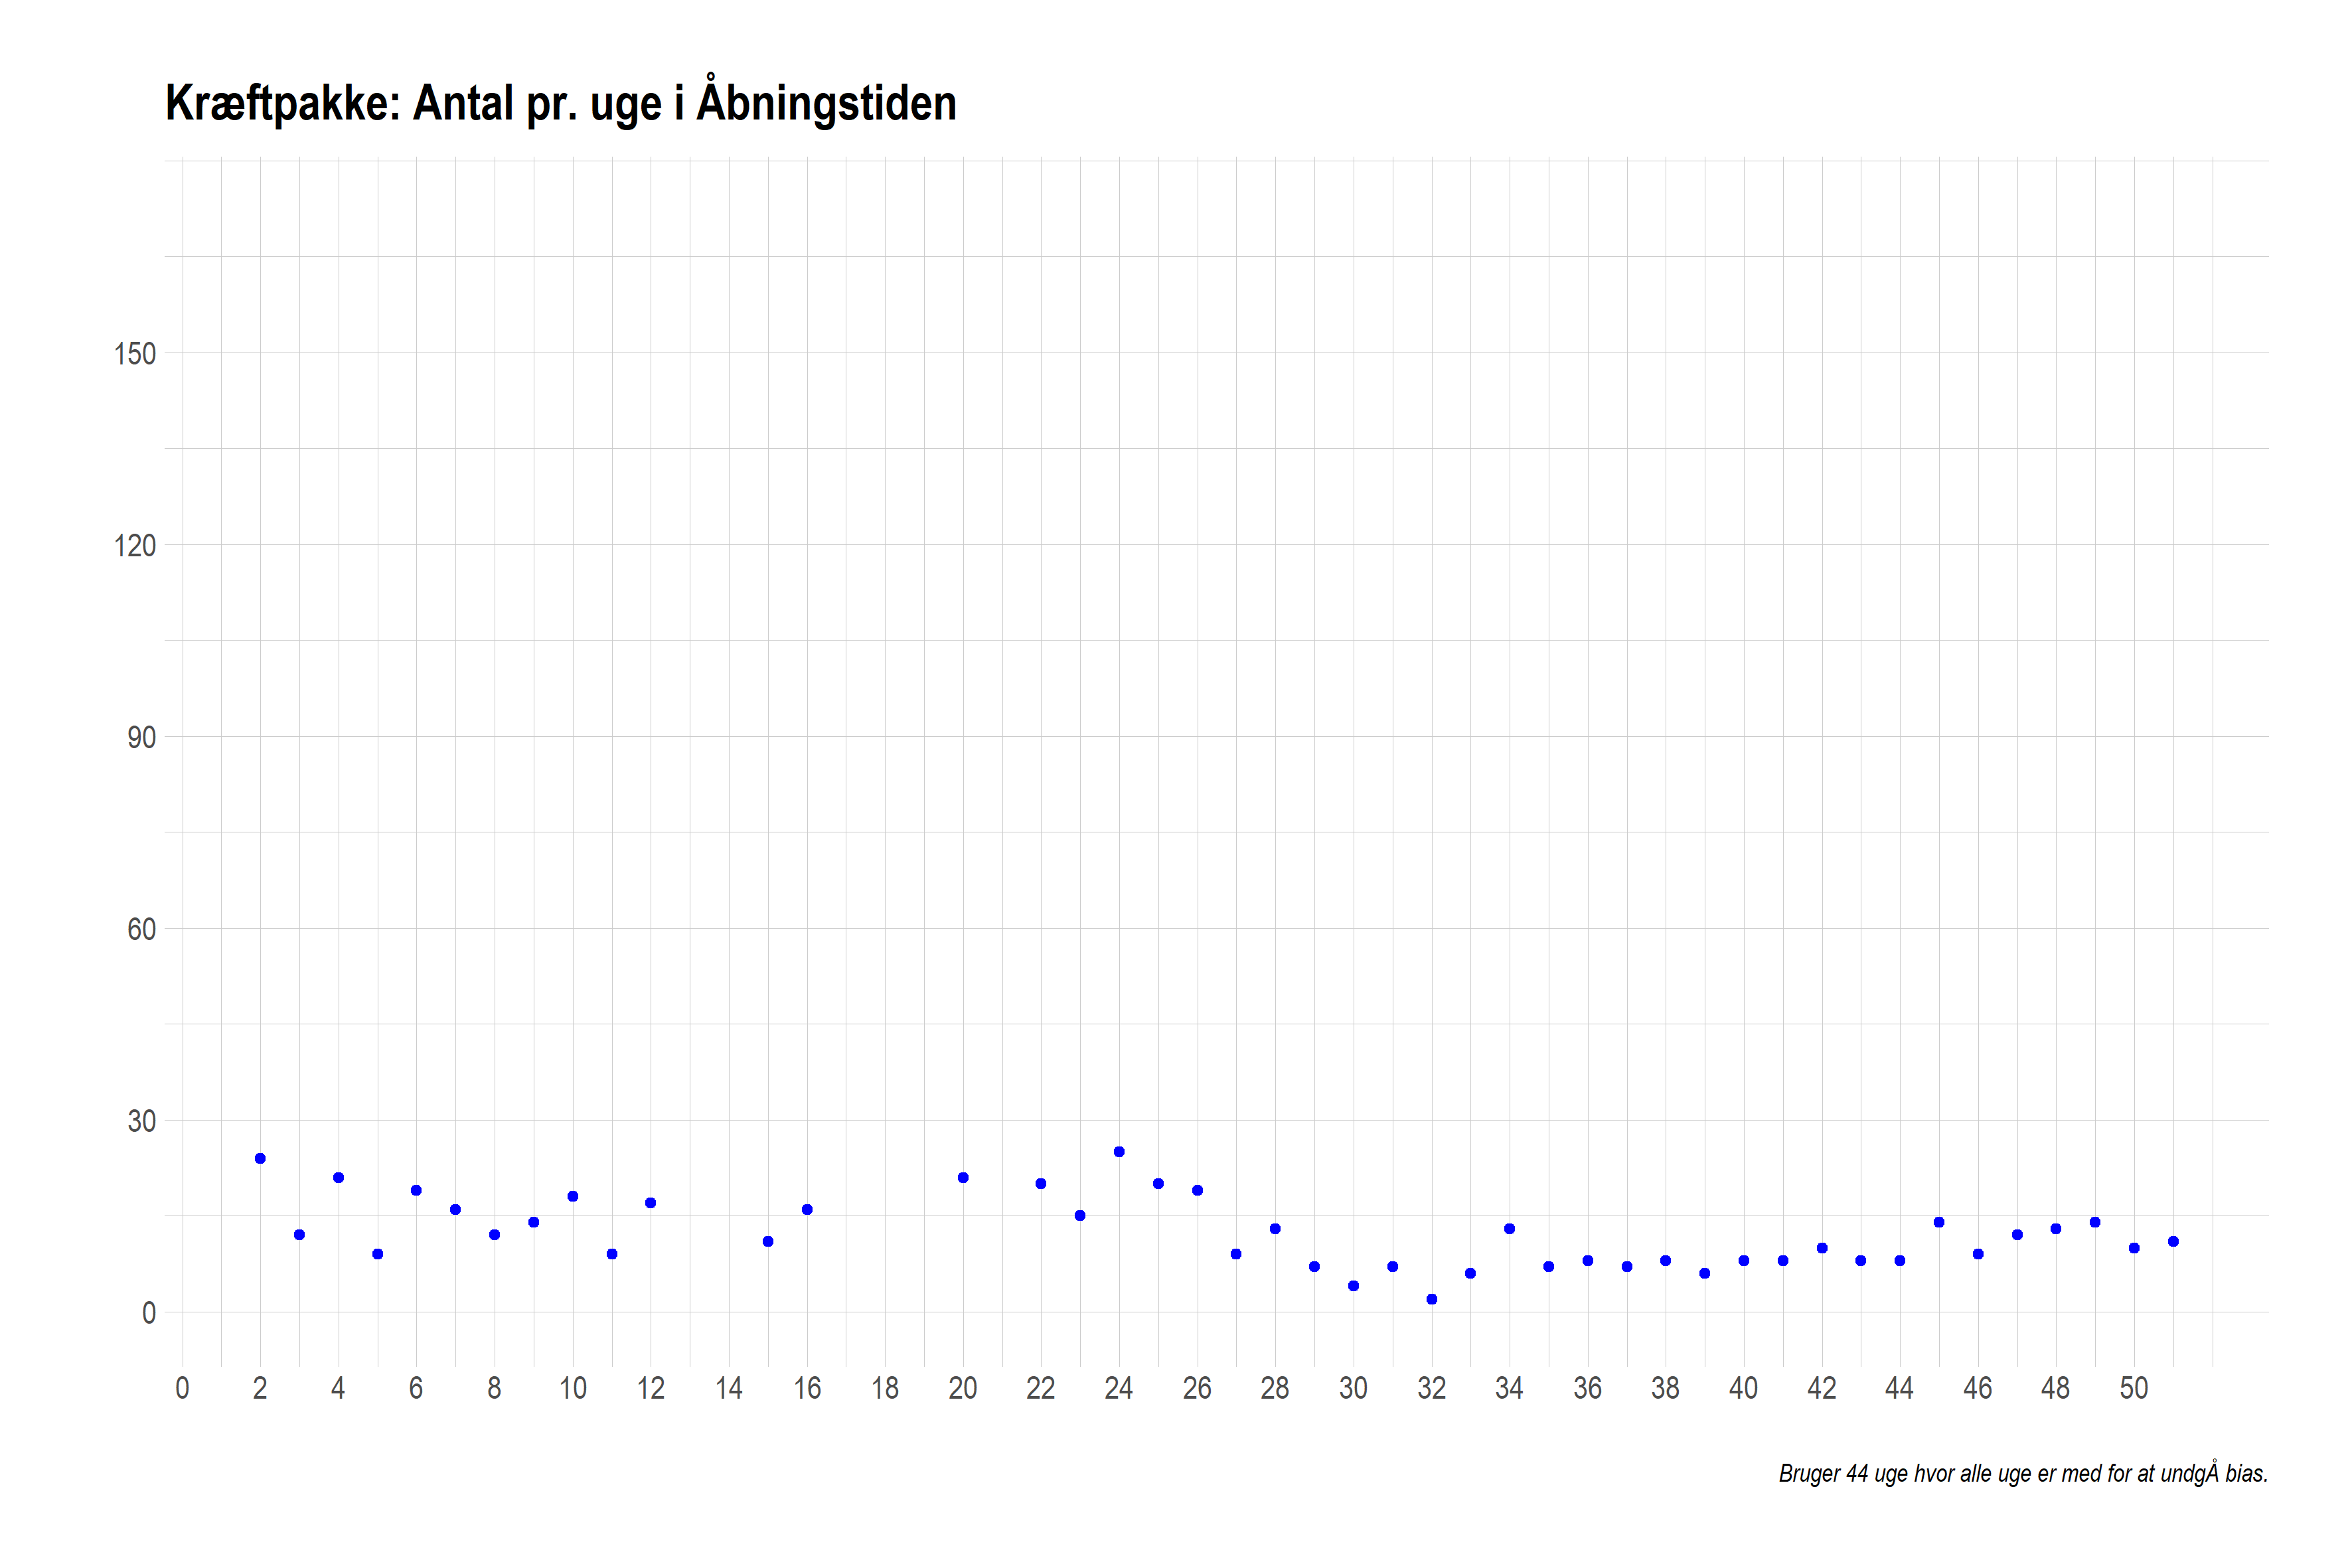 Kræftpakke: Antal pr. uge i Åbningstiden
150
120
90
60
30
0
0 2 4 6 8 10 12 14 16 18 20 22 24 26 28 30 32 34 36 38 40 42 44 46 48 50
Bruger 44 uge hvor alle uge er med for at undgÅ bias.